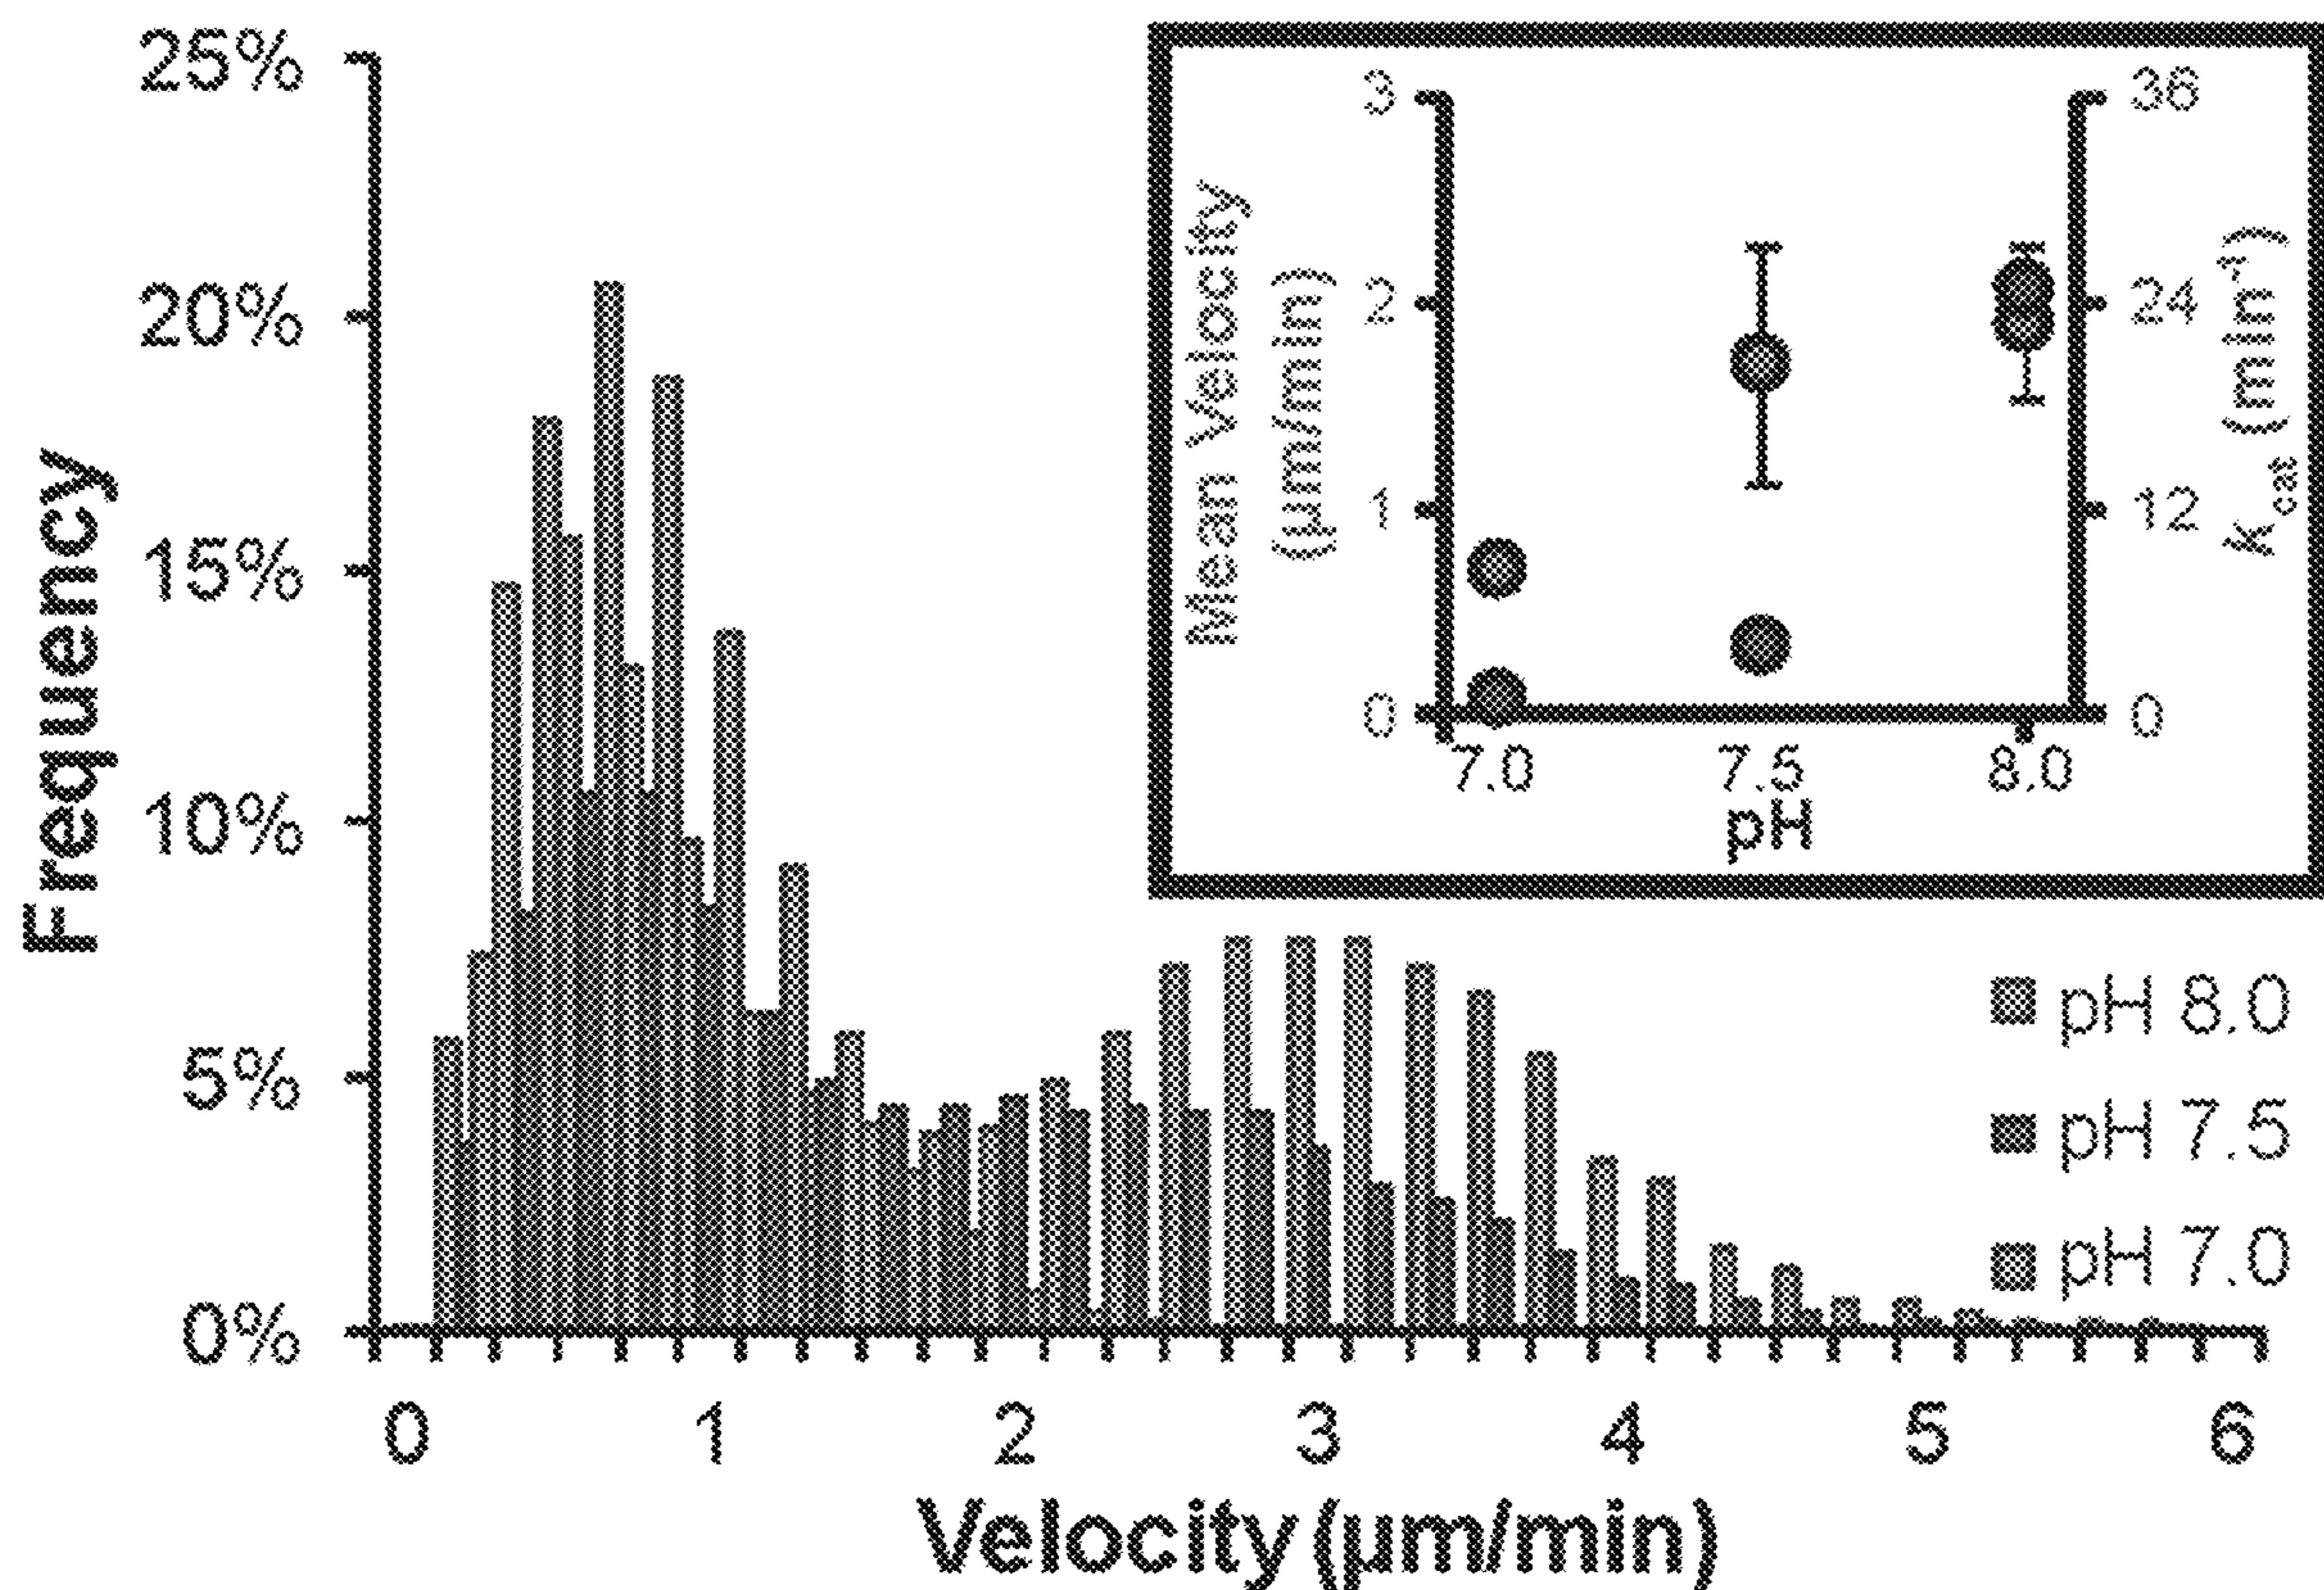 25%
20%
15%
10%
5%
0%
Frequency
0 1 2 3 4 5 6
Velocity (µm/min)
3
2
1
0
Mean Velocity
(µm/min)
36
24
12
0
Kcat (min-1)
7.0 7.5 8.0
pH
pH 8.0
pH 7.5
pH 7.0